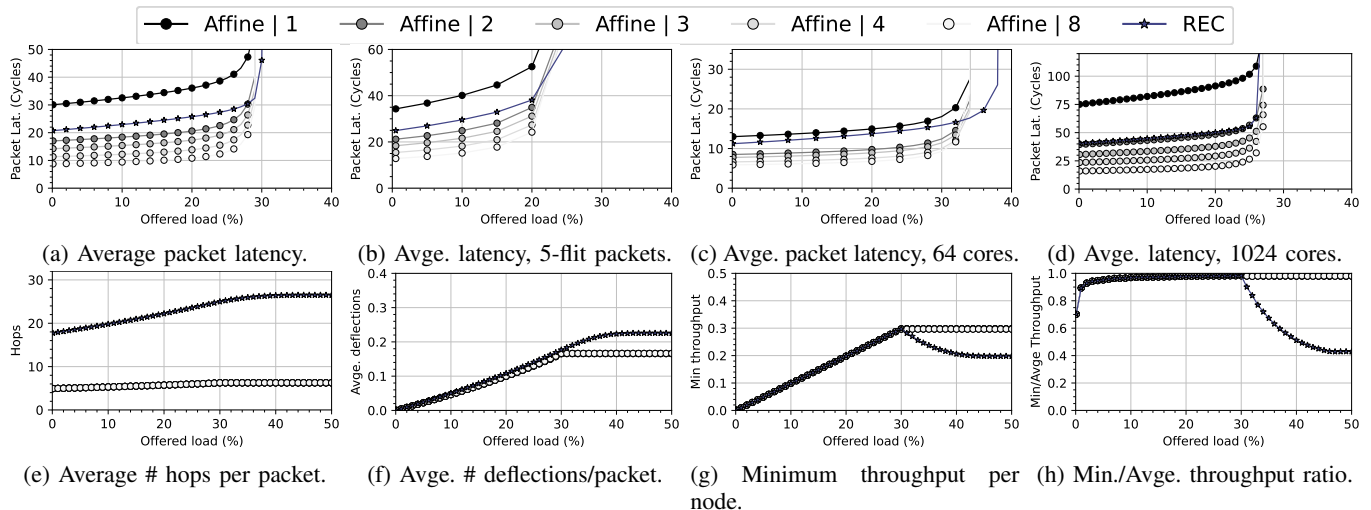 Affine | 1 Affine | 2 Affine | 3 Affine | 4 Affine | 8 REC
Packet Lat. (Cycles)
50
40
30
20
10
0
0 10 20 30 40
Offered load (%)
(a) Average packet latency.
Packet Lat. (Cycles)
60
40
20
0
0 10 20 30 40
Offered load (%)
(b) Avge. latency, 5-flit packets.
Packet Lat. (Cycles)
30
20
10
0
0 10 20 30 40
Offered load (%)
(c) Avge. packet latency, 64 cores.
Packet Lat. (Cycles)
100
75
50
25
0
0 10 20 30 40
Offered load (%)
(d) Avge. latency, 1024 cores.
Hops
30
20
10
0
0 10 20 30 40 50
Offered load (%)
(e) Average # hops per packet.
Avge. deflections
0.4
0.3
0.2
0.1
0.0
0 10 20 30 40 50
Offered load (%)
(f) Avge. # deflections/packet.
Min throughput
0.5
0.4
0.3
0.2
0.1
0.0
0 10 20 30 40 50
Offered load (%)
(g) Minimum throughput per
node.
Min/Avge Throughput
1.0
0.8
0.6
0.4
0.2
0.0
0 10 20 30 40 50
Offered load (%)
(h) Min./Avge. throughput ratio.